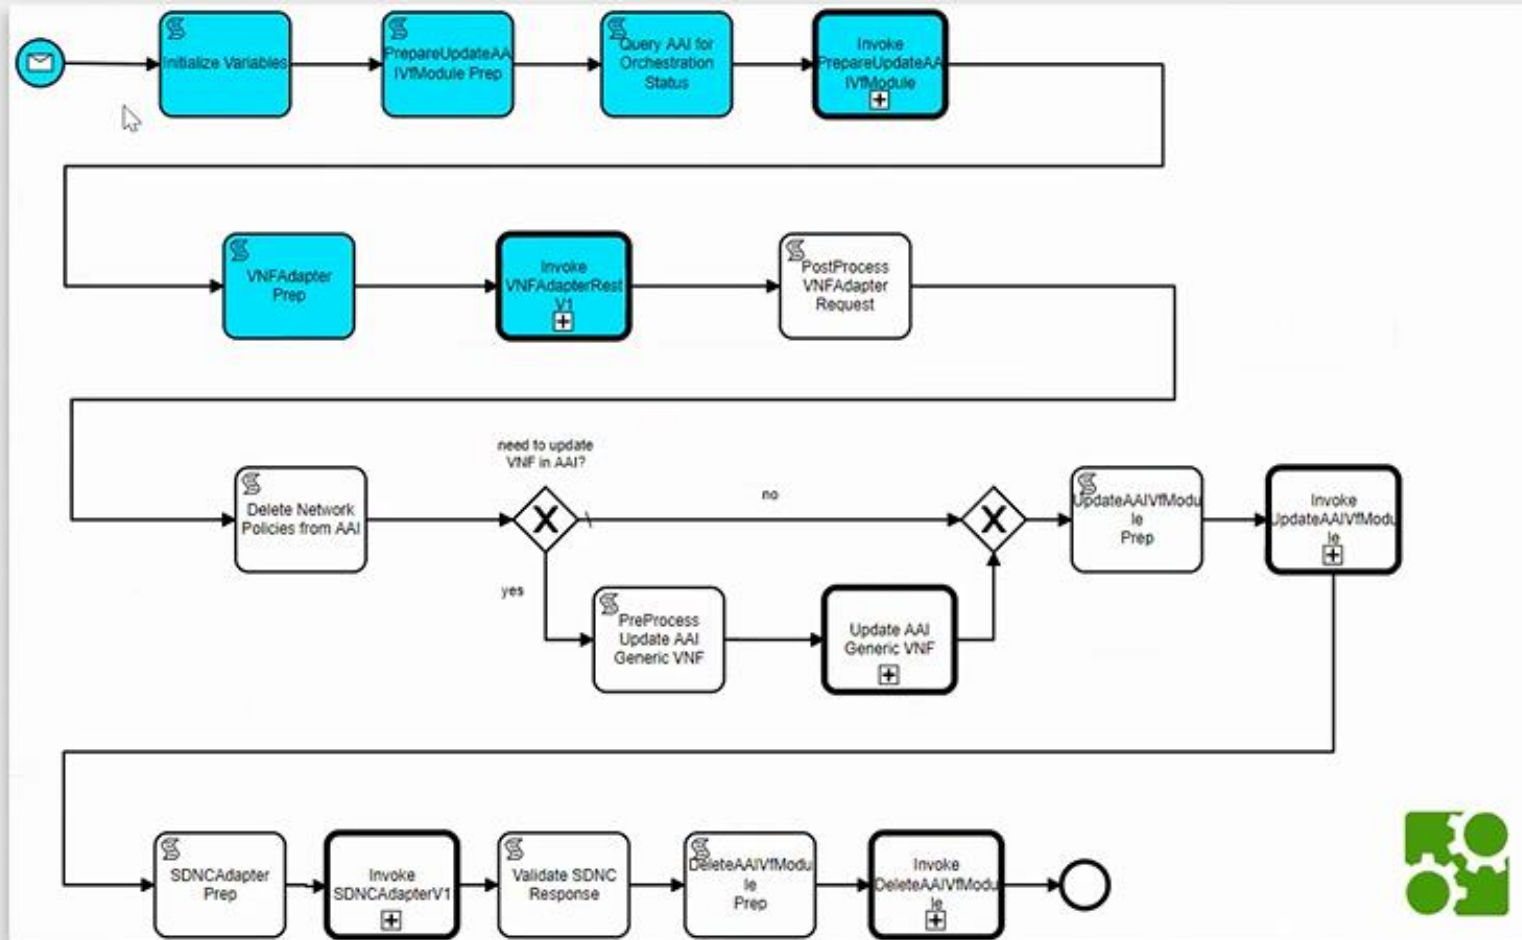 Initialize Variables
PrepareUpdateAA
IVfModule Prep
Query AAI for
Orchestration
Status
Invoke
PrepareUpdateAA
IVfModule
VNFAdapter
Prep
Invoke
VNFAdapterRest
V1
PostProcess
VNFAdapter
Request
Delete Network
Policies from AAI
need to update
VNF in AAI?
no
yes
PreProcess
Update AAI
Generic VNF
Update AAI
Generic VNF
UpdateAAIVfModu
le
Prep
Invoke
UpdateAAIVfModu
le
SDNCAdapter
Prep
Invoke
SDNCAdapterV1
Validate SDNC
Response
DeleteAAIVfModu
le
Prep
Invoke
DeleteAAIVfModu
le